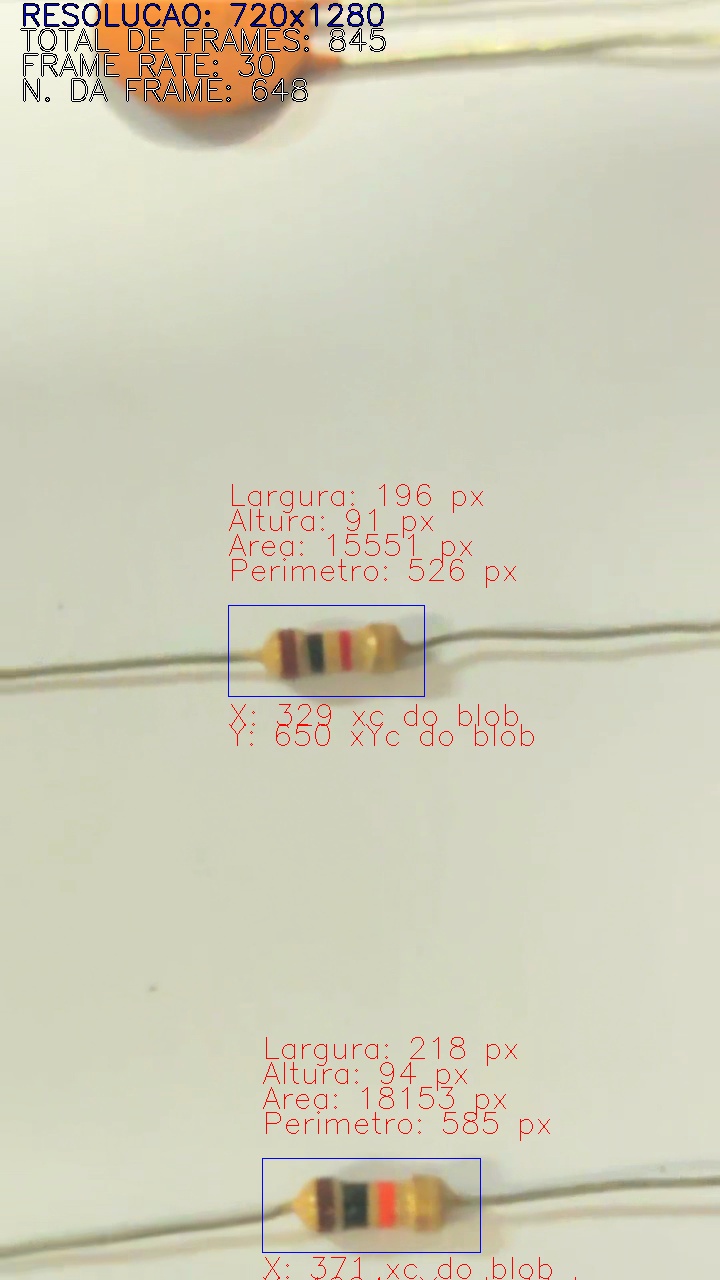 RESOLUCAO: 720x1280
TOTAL DE FRAMES: 845
FRAME RATE: 30
N. DA FRAME: 648
Largura: 196 px
Altura: 91 px
Area: 15551 px
Perimetro: 526 px
X: 329 xc do blob
Y: 650 xYc do blob
Largura: 218 px
Altura: 94 px
Area: 18153 px
Perimetro: 585 px
X: 371 xc do blob